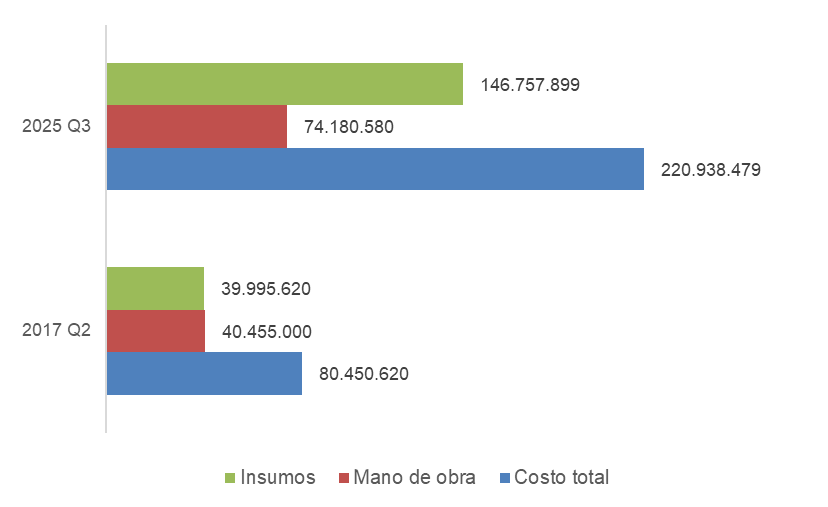 146.757.899
2025 Q3
74.180.580
220.938.479
39.995.620
2017 Q2
40.455.000
80.450.620
Insumos Mano de obra Costo total